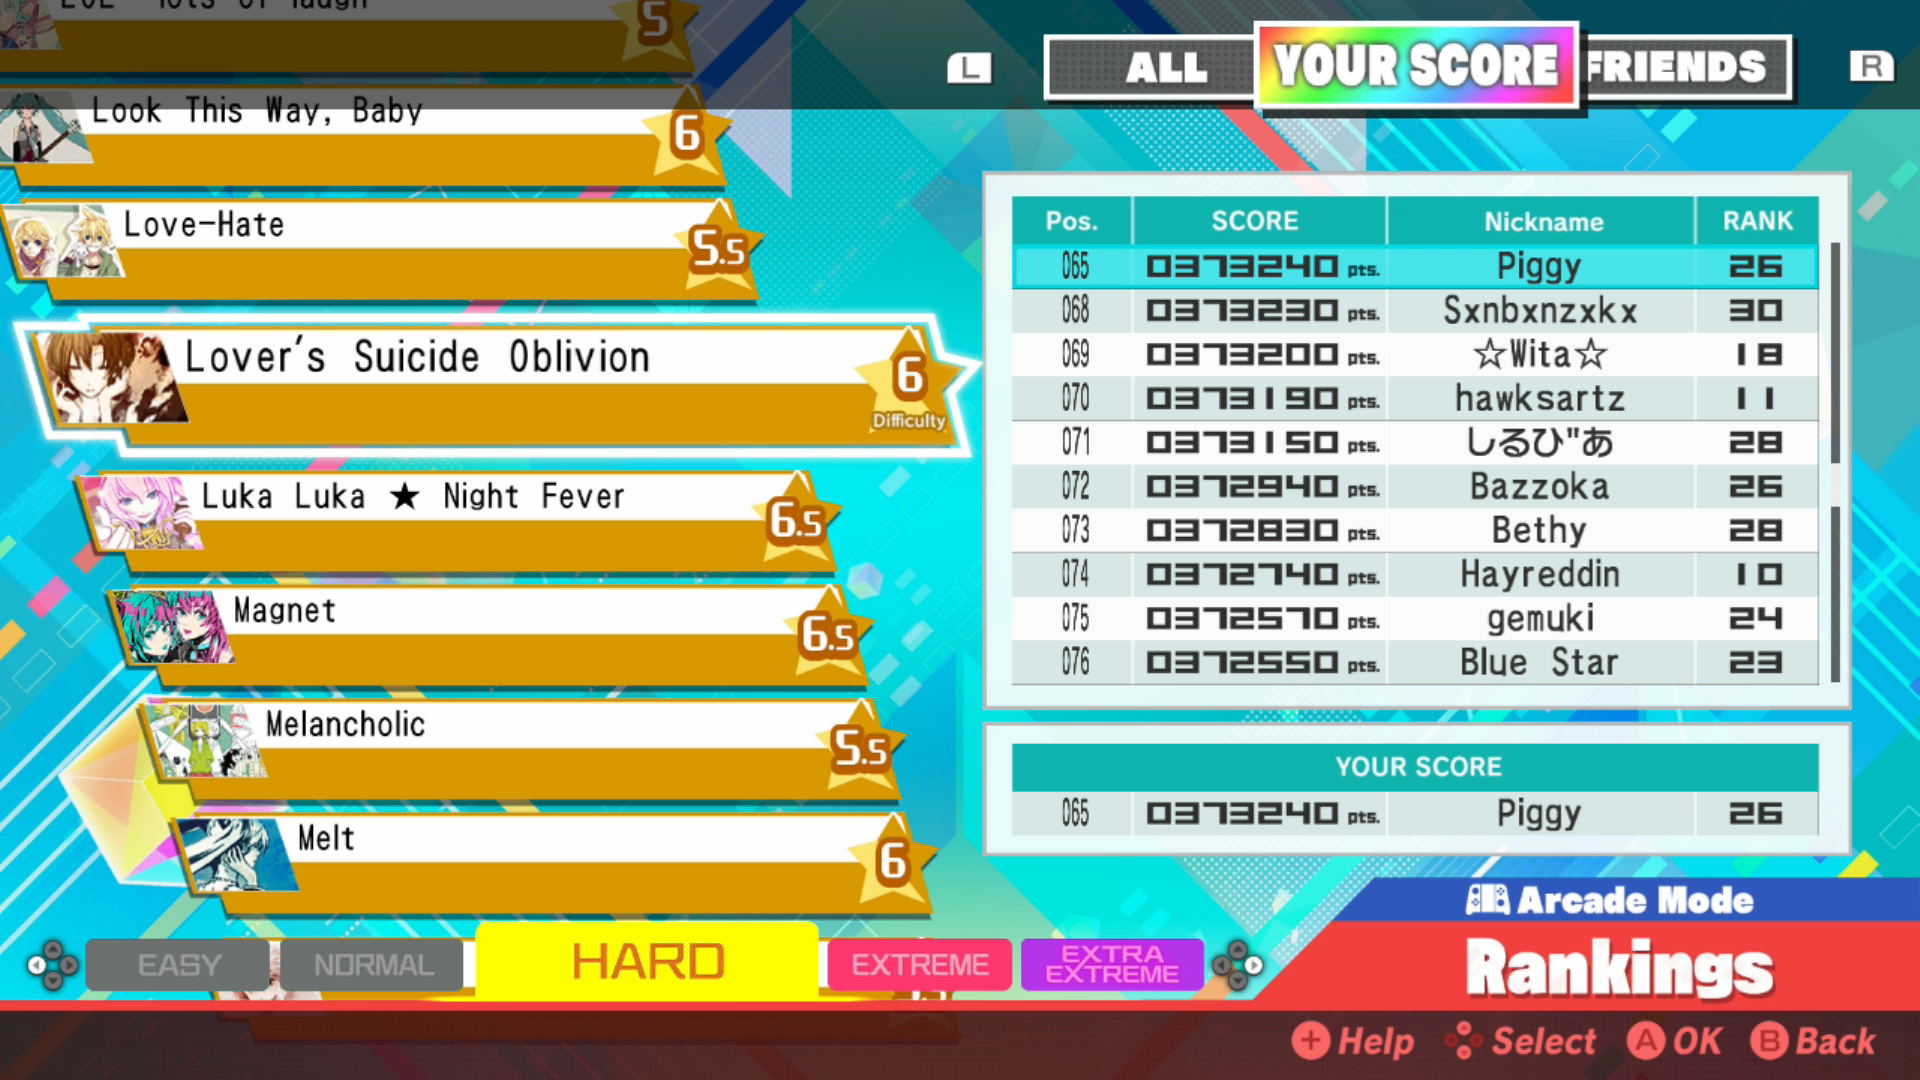 LOL -lots of laugh-
5
Look This Way, Baby
6
Love-Hate
5.5
Lover's Suicide Oblivion
6
Difficulty
Luka Luka ★ Night Fever
6.5
Magnet
6.5
Melancholic
5.5
Melt
6
L ALL YOUR SCORE FRIENDS R
Pos. SCORE Nickname RANK
065 0373240 pts. Piggy 26
068 0373230 pts. Sxnbxnzxkx 30
069 0373200 pts. ☆Wita☆ 18
070 0373190 pts. hawksartz 11
071 0373150 pts. しるひ"あ 28
072 0372940 pts. Bazzoka 26
073 0372830 pts. Bethy 28
074 0372740 pts. Hayreddin 10
075 0372570 pts. gemuki 24
076 0372550 pts. Blue Star 23
YOUR SCORE
065 0373240 pts. Piggy 26
Arcade Mode
Rankings
EASY NORMAL HARD EXTREME EXTRA EXTREME
+ Help Select A OK B Back